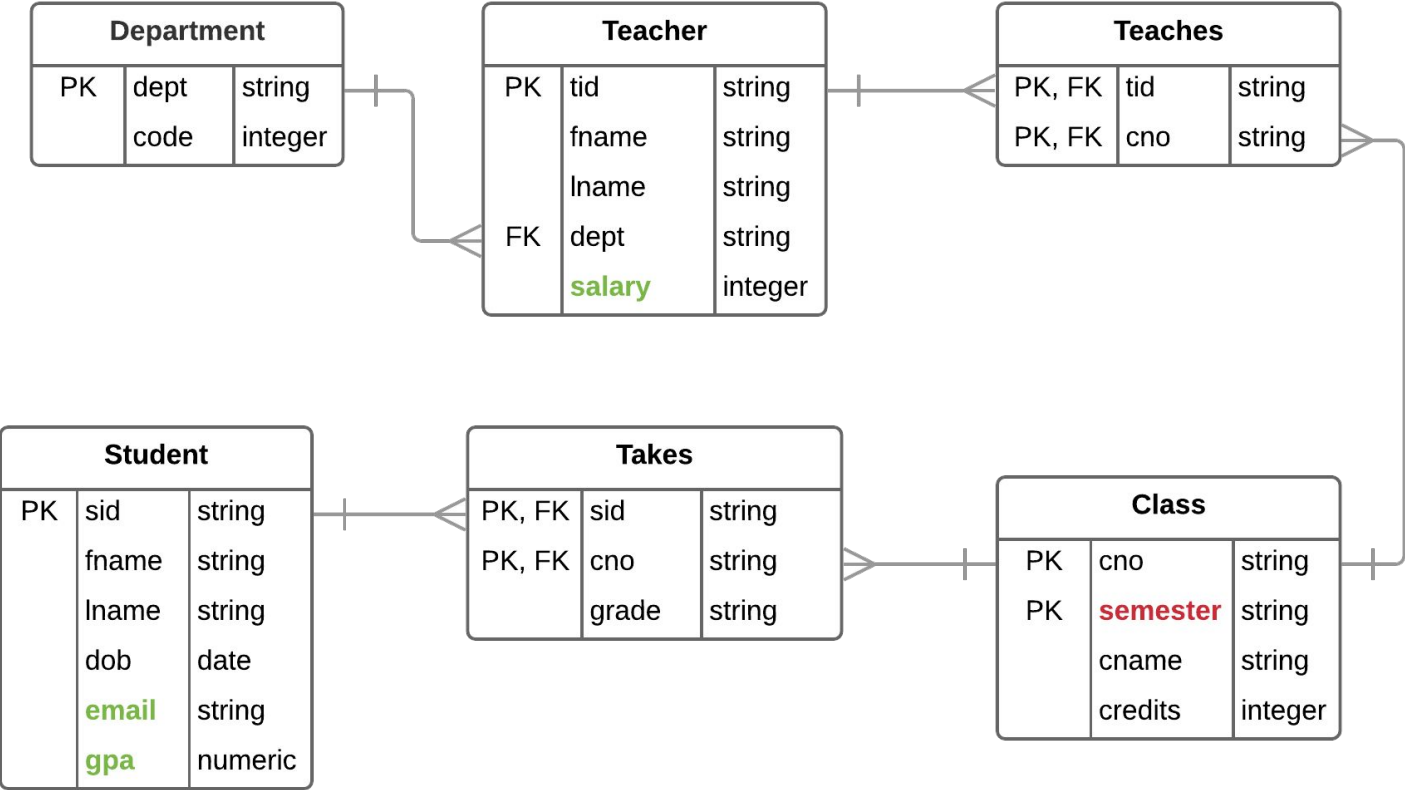 Department
PK dept string
code integer
Teacher
PK tid string
fname string
lname string
FK dept string
salary integer
Teaches
PK, FK tid string
PK, FK cno string
Student
PK sid string
fname string
lname string
dob date
email string
gpa numeric
Takes
PK, FK sid string
PK, FK cno string
grade string
Class
PK cno string
PK semester string
cname string
credits integer